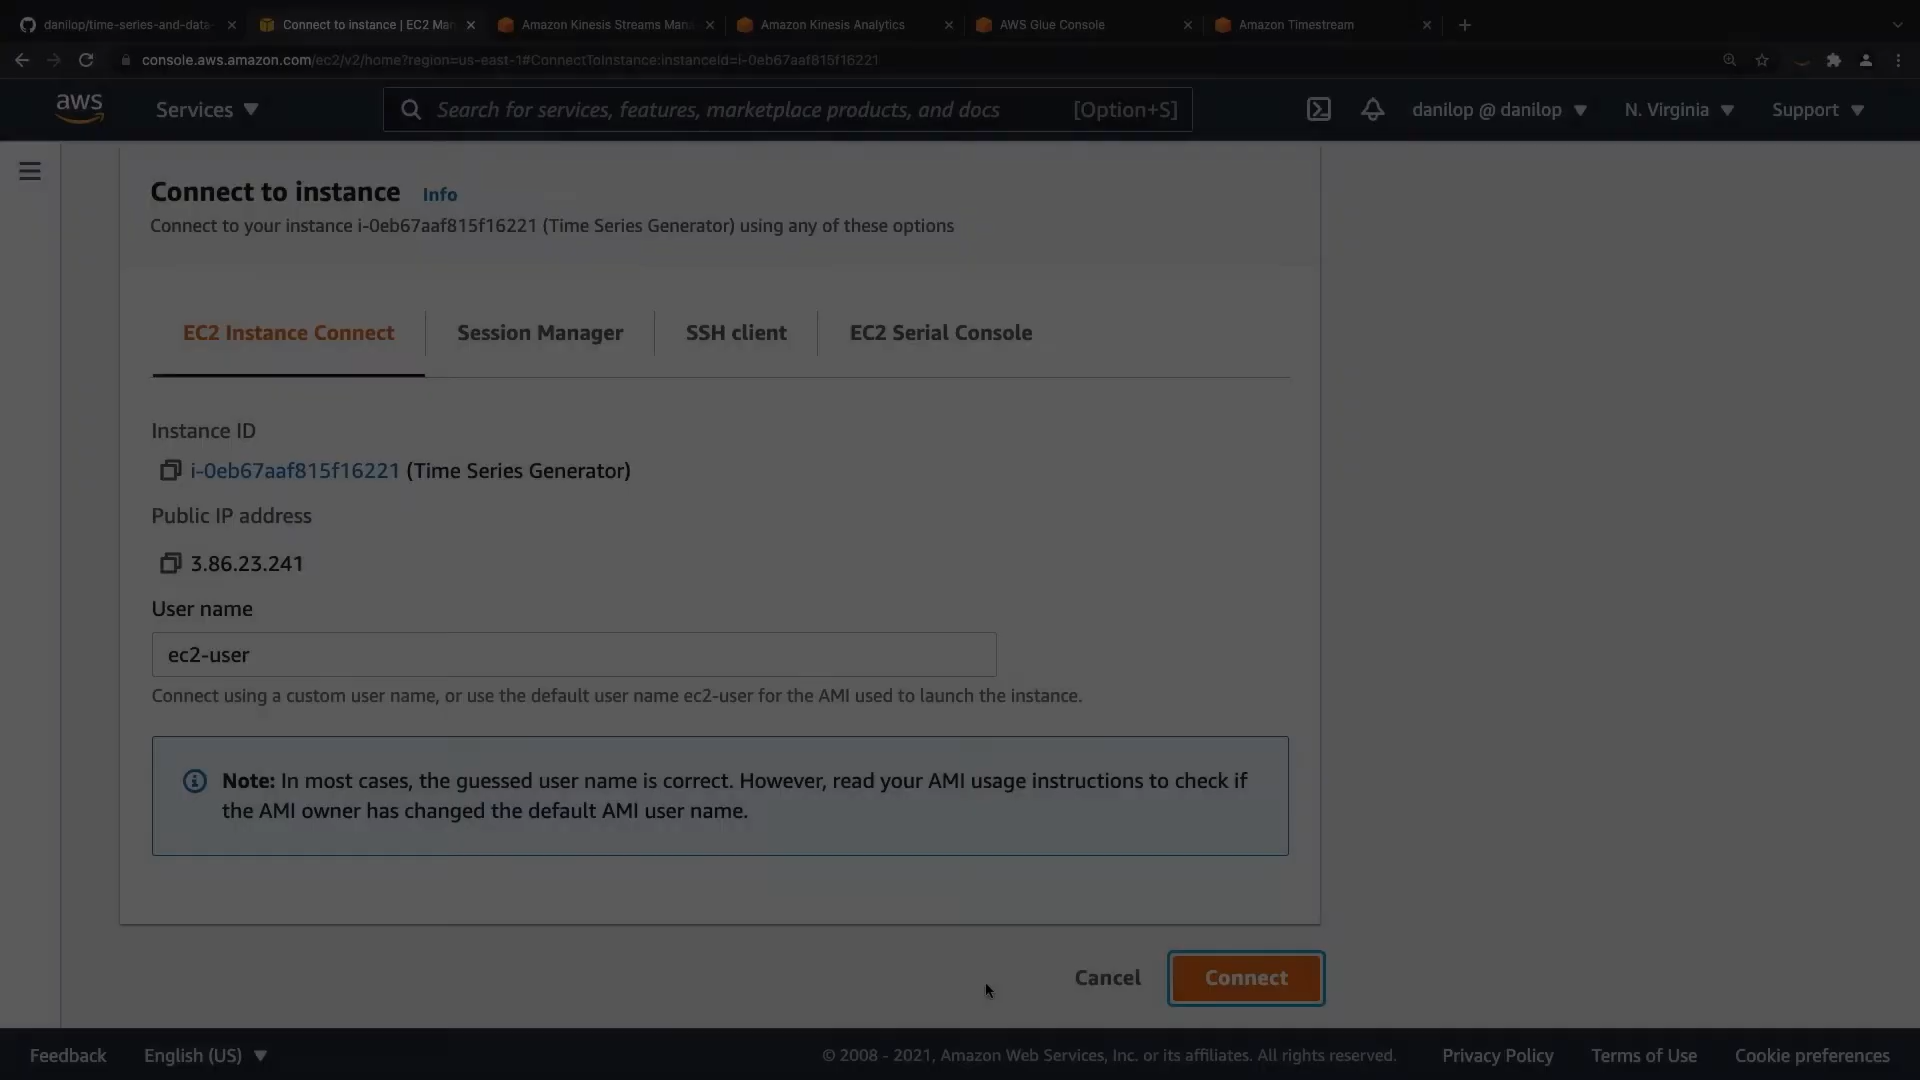 danilop/time-series-and-data-
Connect to instance | EC2 Man
Amazon Kinesis Streams Mana
Amazon Kinesis Analytics
AWS Glue Console
Amazon Timestream
console.aws.amazon.com/ec2/v2/home?region=us-east-1#ConnectToInstance:instanceId=i-0eb67aaf815f16221
aws
Services
Search for services, features, marketplace products, and docs
[Option+S]
danilop @ danilop
N. Virginia
Support
Connect to instance Info
Connect to your instance i-0eb67aaf815f16221 (Time Series Generator) using any of these options
EC2 Instance Connect
Session Manager
SSH client
EC2 Serial Console
Instance ID
i-0eb67aaf815f16221 (Time Series Generator)
Public IP address
3.86.23.241
User name
ec2-user
Connect using a custom user name, or use the default user name ec2-user for the AMI used to launch the instance.
Note: In most cases, the guessed user name is correct. However, read your AMI usage instructions to check if
the AMI owner has changed the default AMI user name.
Cancel
Connect
Feedback
English (US)
© 2008 - 2021, Amazon Web Services, Inc. or its affiliates. All rights reserved.
Privacy Policy
Terms of Use
Cookie preferences